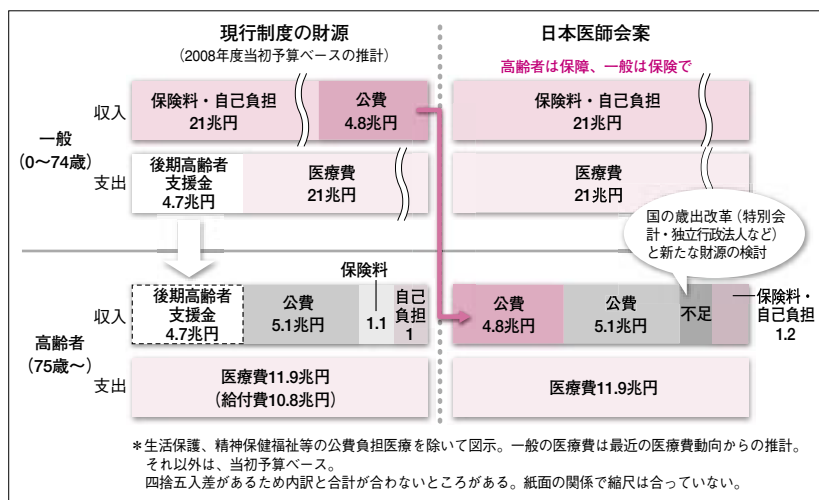 現行制度の財源
(2008年度当初予算ベースの推計)
日本医師会案
高齢者は保障、一般は保険で
一般
(0〜74歳)
収入
保険料・自己負担
21兆円
公費
4.8兆円
保険料・自己負担
21兆円
支出
後期高齢者
支援金
4.7兆円
医療費
21兆円
医療費
21兆円
国の歳出改革(特別会
計・独立行政法人など)
と新たな財源の検討
高齢者
(75歳〜)
収入
後期高齢者
支援金
4.7兆円
公費
5.1兆円
保険料
1.1
自己
負担
1
公費
4.8兆円
公費
5.1兆円
不足
保険料・
自己負担
1.2
支出
医療費11.9兆円
(給付費10.8兆円)
医療費11.9兆円
＊生活保護、精神保健福祉等の公費負担医療を除いて図示。一般の医療費は最近の医療費動向からの推計。
それ以外は、当初予算ベース。
四捨五入差があるため内訳と合計が合わないところがある。紙面の関係で縮尺は合っていない。